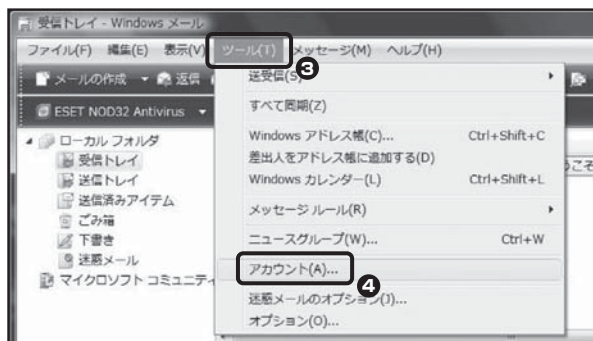 受信トレイ - Windows メール
ファイル(F) 編集(E) 表示(V) ツール(T) メッセージ(M) ヘルプ(H)
❸
メールの作成 返信
ESET NOD32 Antivirus
ローカル フォルダ
受信トレイ
送信トレイ
送信済みアイテム
ごみ箱
下書き
迷惑メール
マイクロソフト コミュニティ
送受信(S)
すべて同期(Z)
Windows アドレス帳(C)... Ctrl+Shift+C
差出人をアドレス帳に追加する(D)
Windows カレンダー(L) Ctrl+Shift+L
メッセージ ルール(R)
ニュースグループ(W)... Ctrl+W
アカウント(A)...
❹
迷惑メールのオプション(J)...
オプション(O)...
うこそ